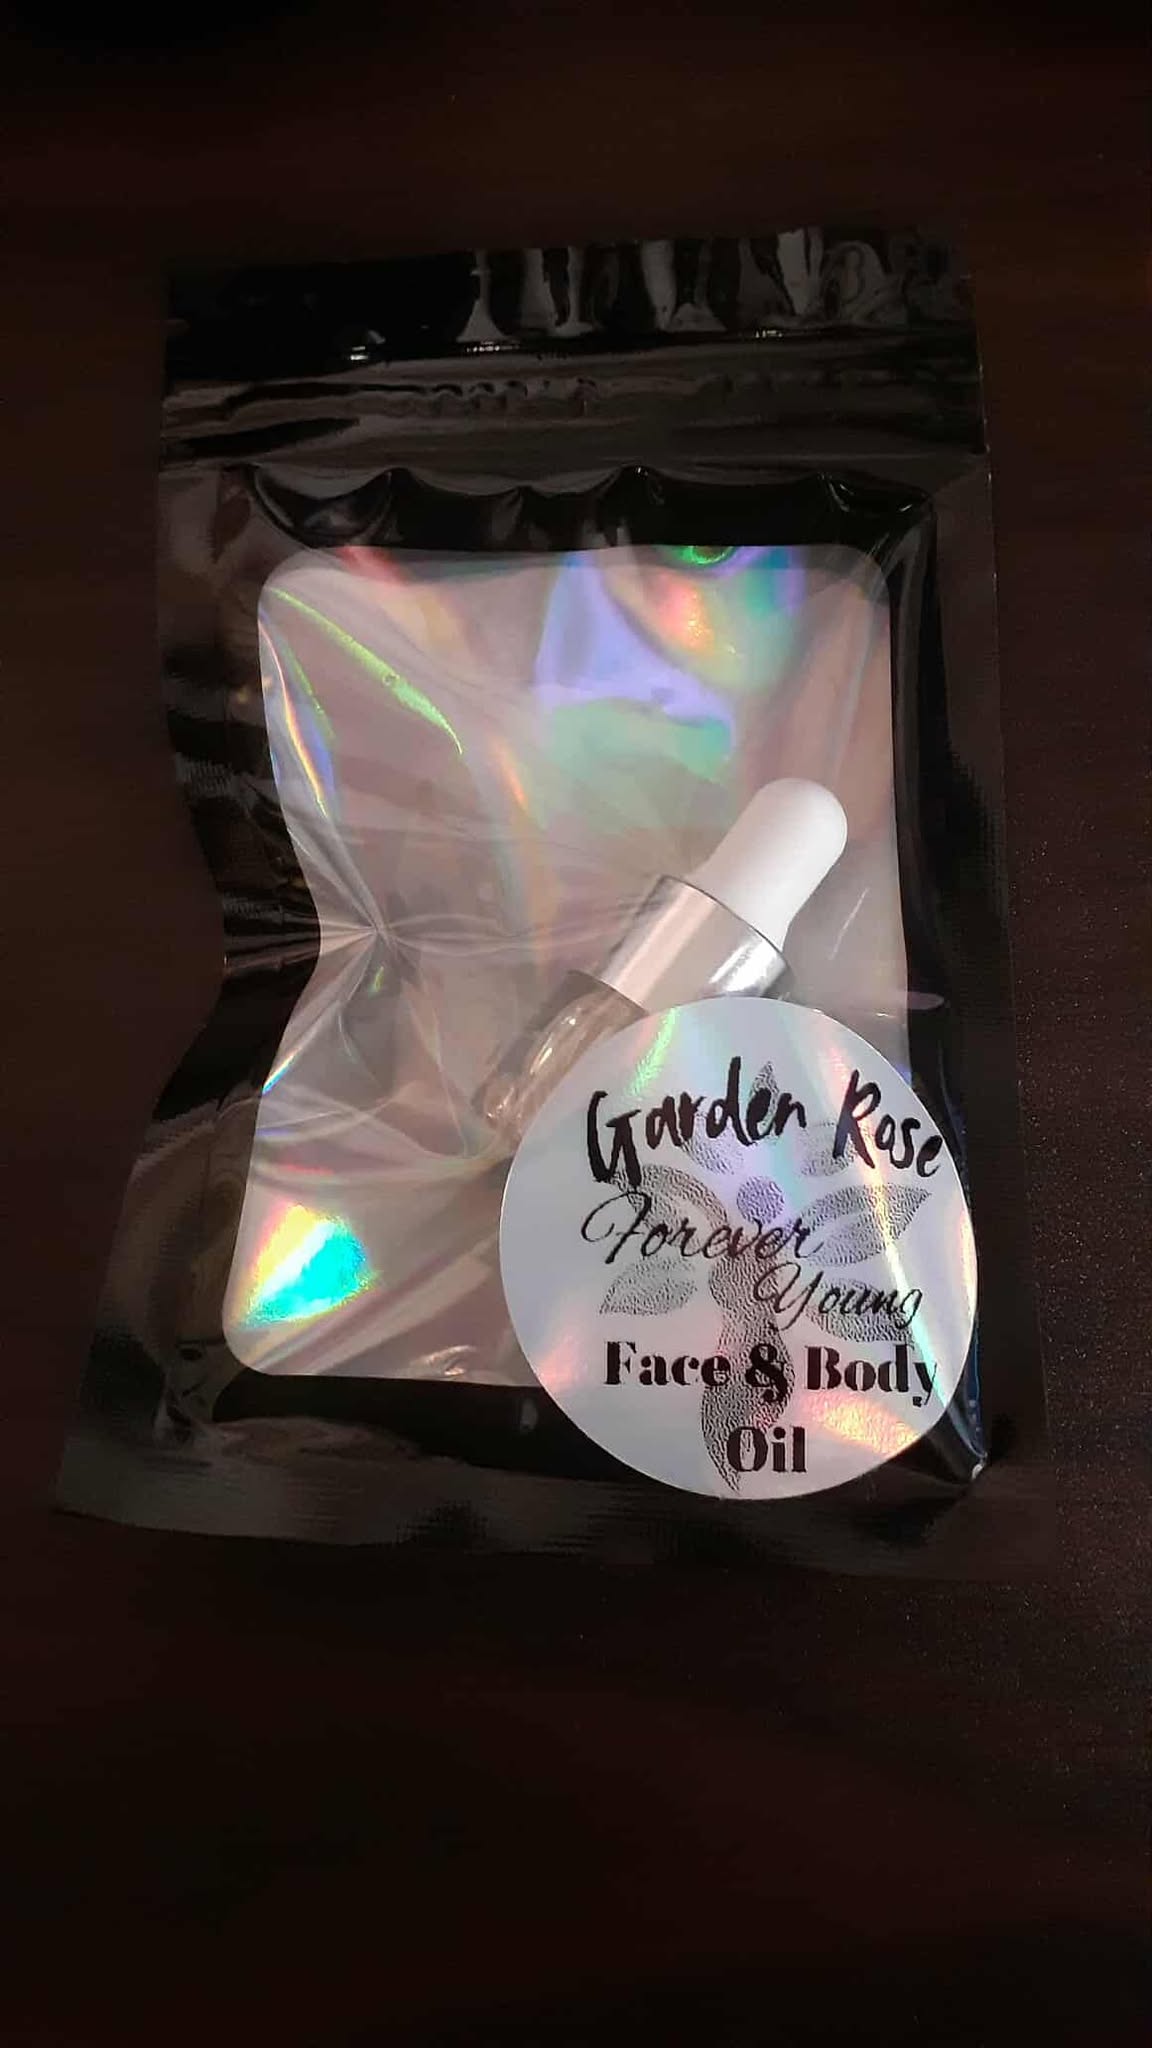 Garden Rose
Forever
Young
Face & Body
Oil